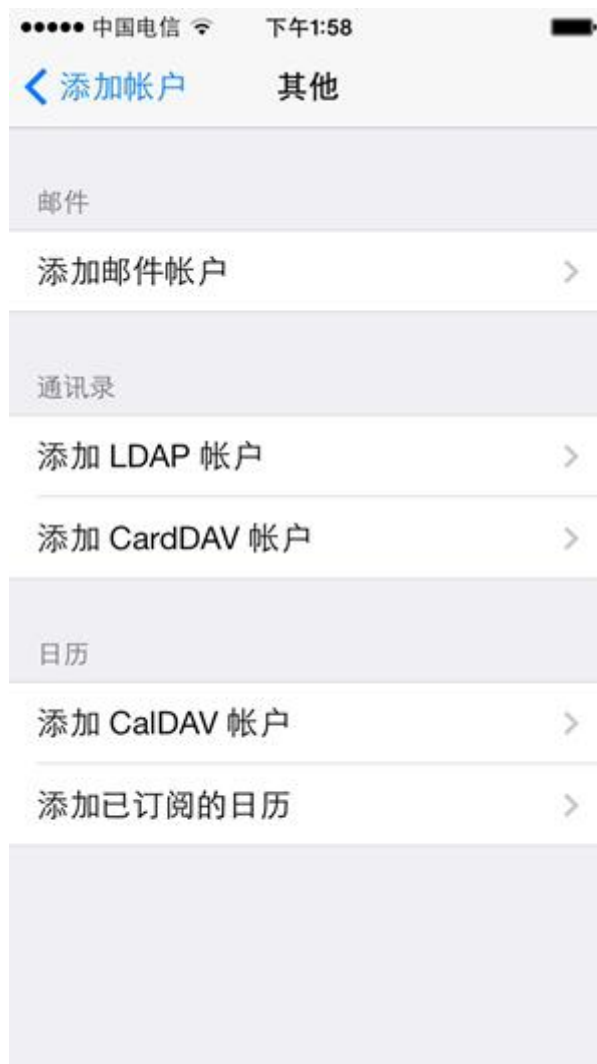 中国电信 下午1:58
添加帐户 其他
邮件
添加邮件帐户
通讯录
添加 LDAP 帐户
添加 CardDAV 帐户
日历
添加 CalDAV 帐户
添加已订阅的日历